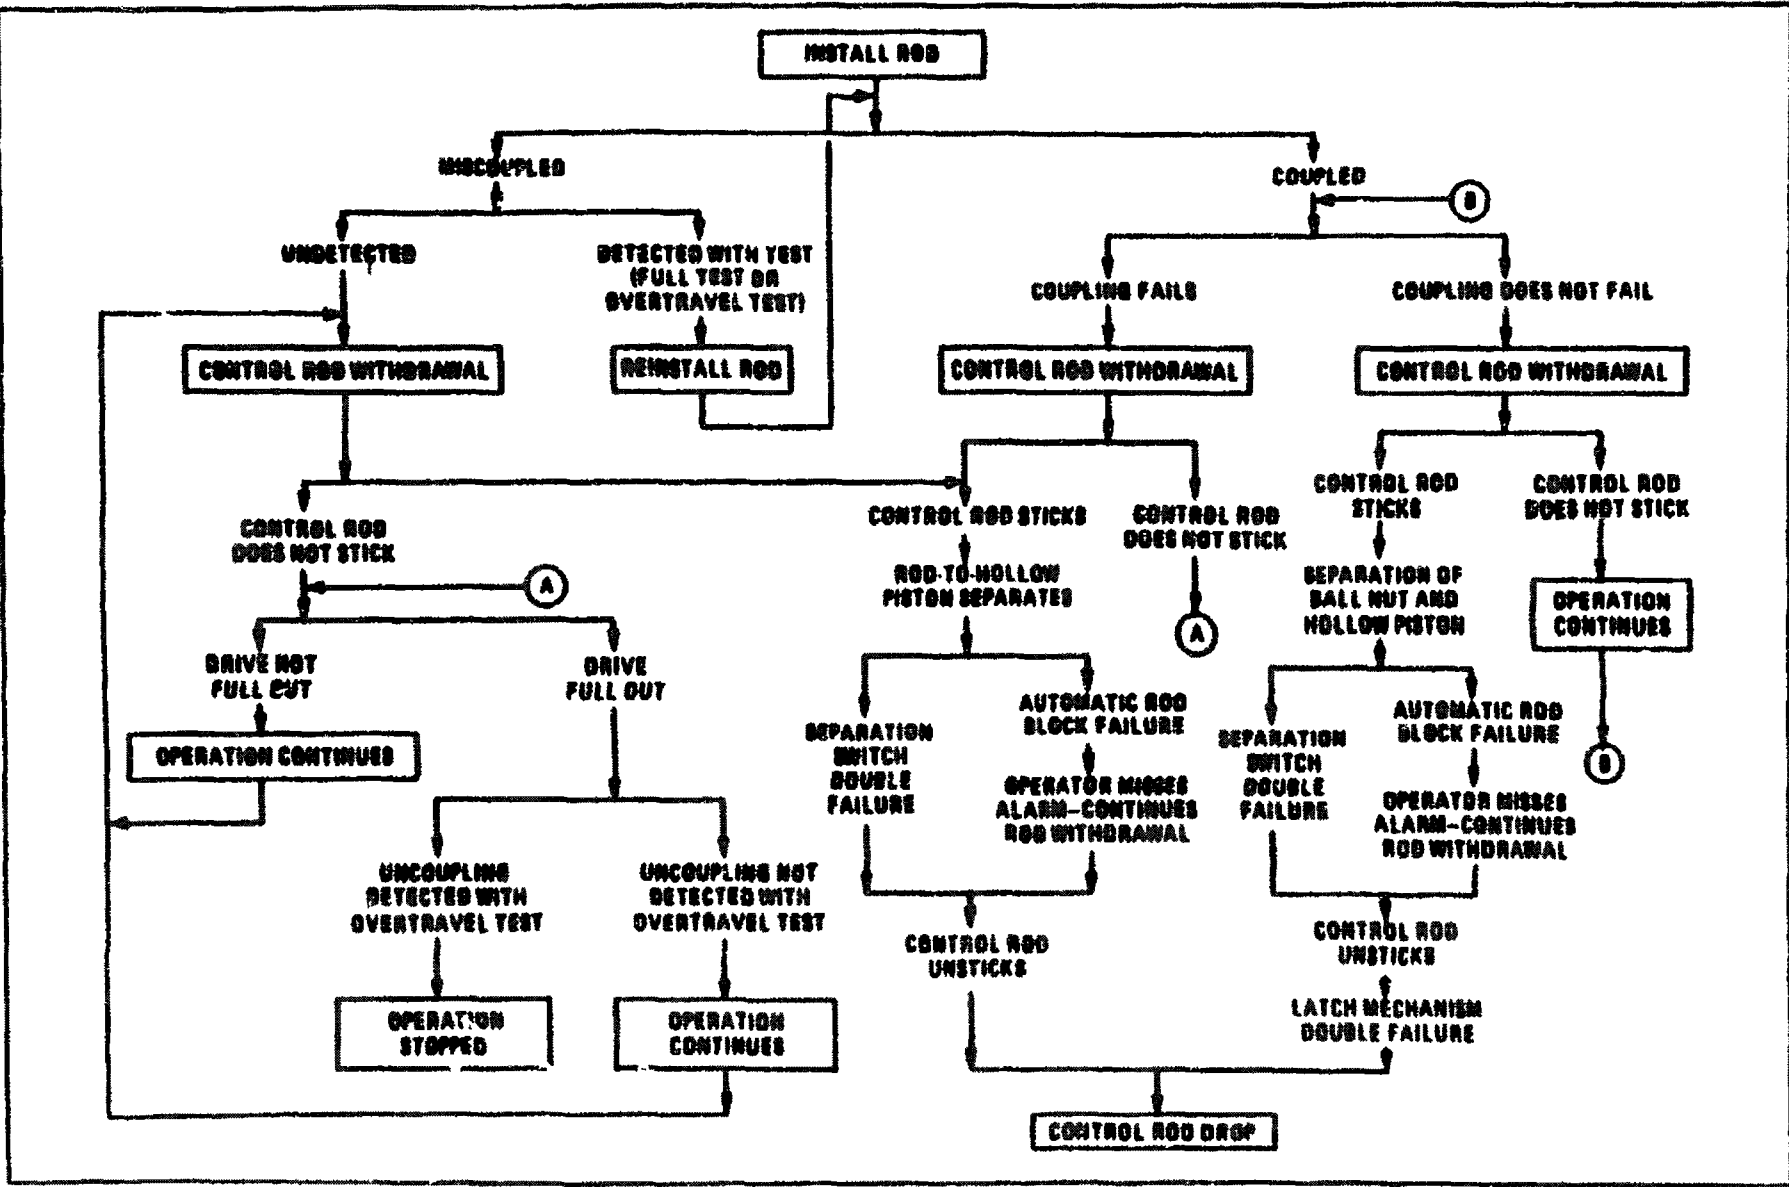 INSTALL ROD
MISCOUPLED
COUPLED
B
UNDETECTED
DETECTED WITH TEST
(FULL TEST OR
OVERTRAVEL TEST)
COUPLING FAILS
COUPLING DOES NOT FAIL
CONTROL ROD WITHDRAWAL
REINSTALL ROD
CONTROL ROD WITHDRAWAL
CONTROL ROD WITHDRAWAL
CONTROL ROD
DOES NOT STICK
CONTROL ROD STICKS
CONTROL ROD
DOES NOT STICK
CONTROL ROD
STICKS
CONTROL ROD
DOES NOT STICK
A
ROD-TO-HOLLOW
PISTON SEPARATES
A
SEPARATION OF
BALL NUT AND
HOLLOW PISTON
OPERATION
CONTINUES
DRIVE NOT
FULL OUT
DRIVE
FULL OUT
OPERATION CONTINUES
SEPARATION
SWITCH
DOUBLE
FAILURE
AUTOMATIC ROD
BLOCK FAILURE
OPERATOR MISSES
ALARM-CONTINUES
ROD WITHDRAWAL
SEPARATION
SWITCH
DOUBLE
FAILURE
AUTOMATIC ROD
BLOCK FAILURE
OPERATOR MISSES
ALARM-CONTINUES
ROD WITHDRAWAL
B
UNCOUPLING
DETECTED WITH
OVERTRAVEL TEST
UNCOUPLING NOT
DETECTED WITH
OVERTRAVEL TEST
CONTROL ROD
UNSTICKS
CONTROL ROD
UNSTICKS
OPERATION
STOPPED
OPERATION
CONTINUES
LATCH MECHANISM
DOUBLE FAILURE
CONTROL ROD DROP